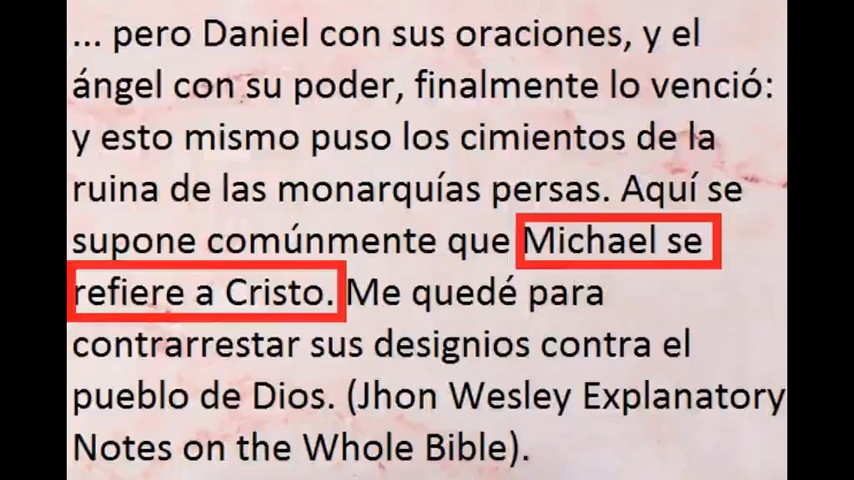 ... pero Daniel con sus oraciones, y el
ángel con su poder, finalmente lo venció:
y esto mismo puso los cimientos de la
ruina de las monarquías persas. Aquí se
supone comúnmente que Michael se
refiere a Cristo. Me quedé para
contrarrestar sus designios contra el
pueblo de Dios. (Jhon Wesley Explanatory
Notes on the Whole Bible).